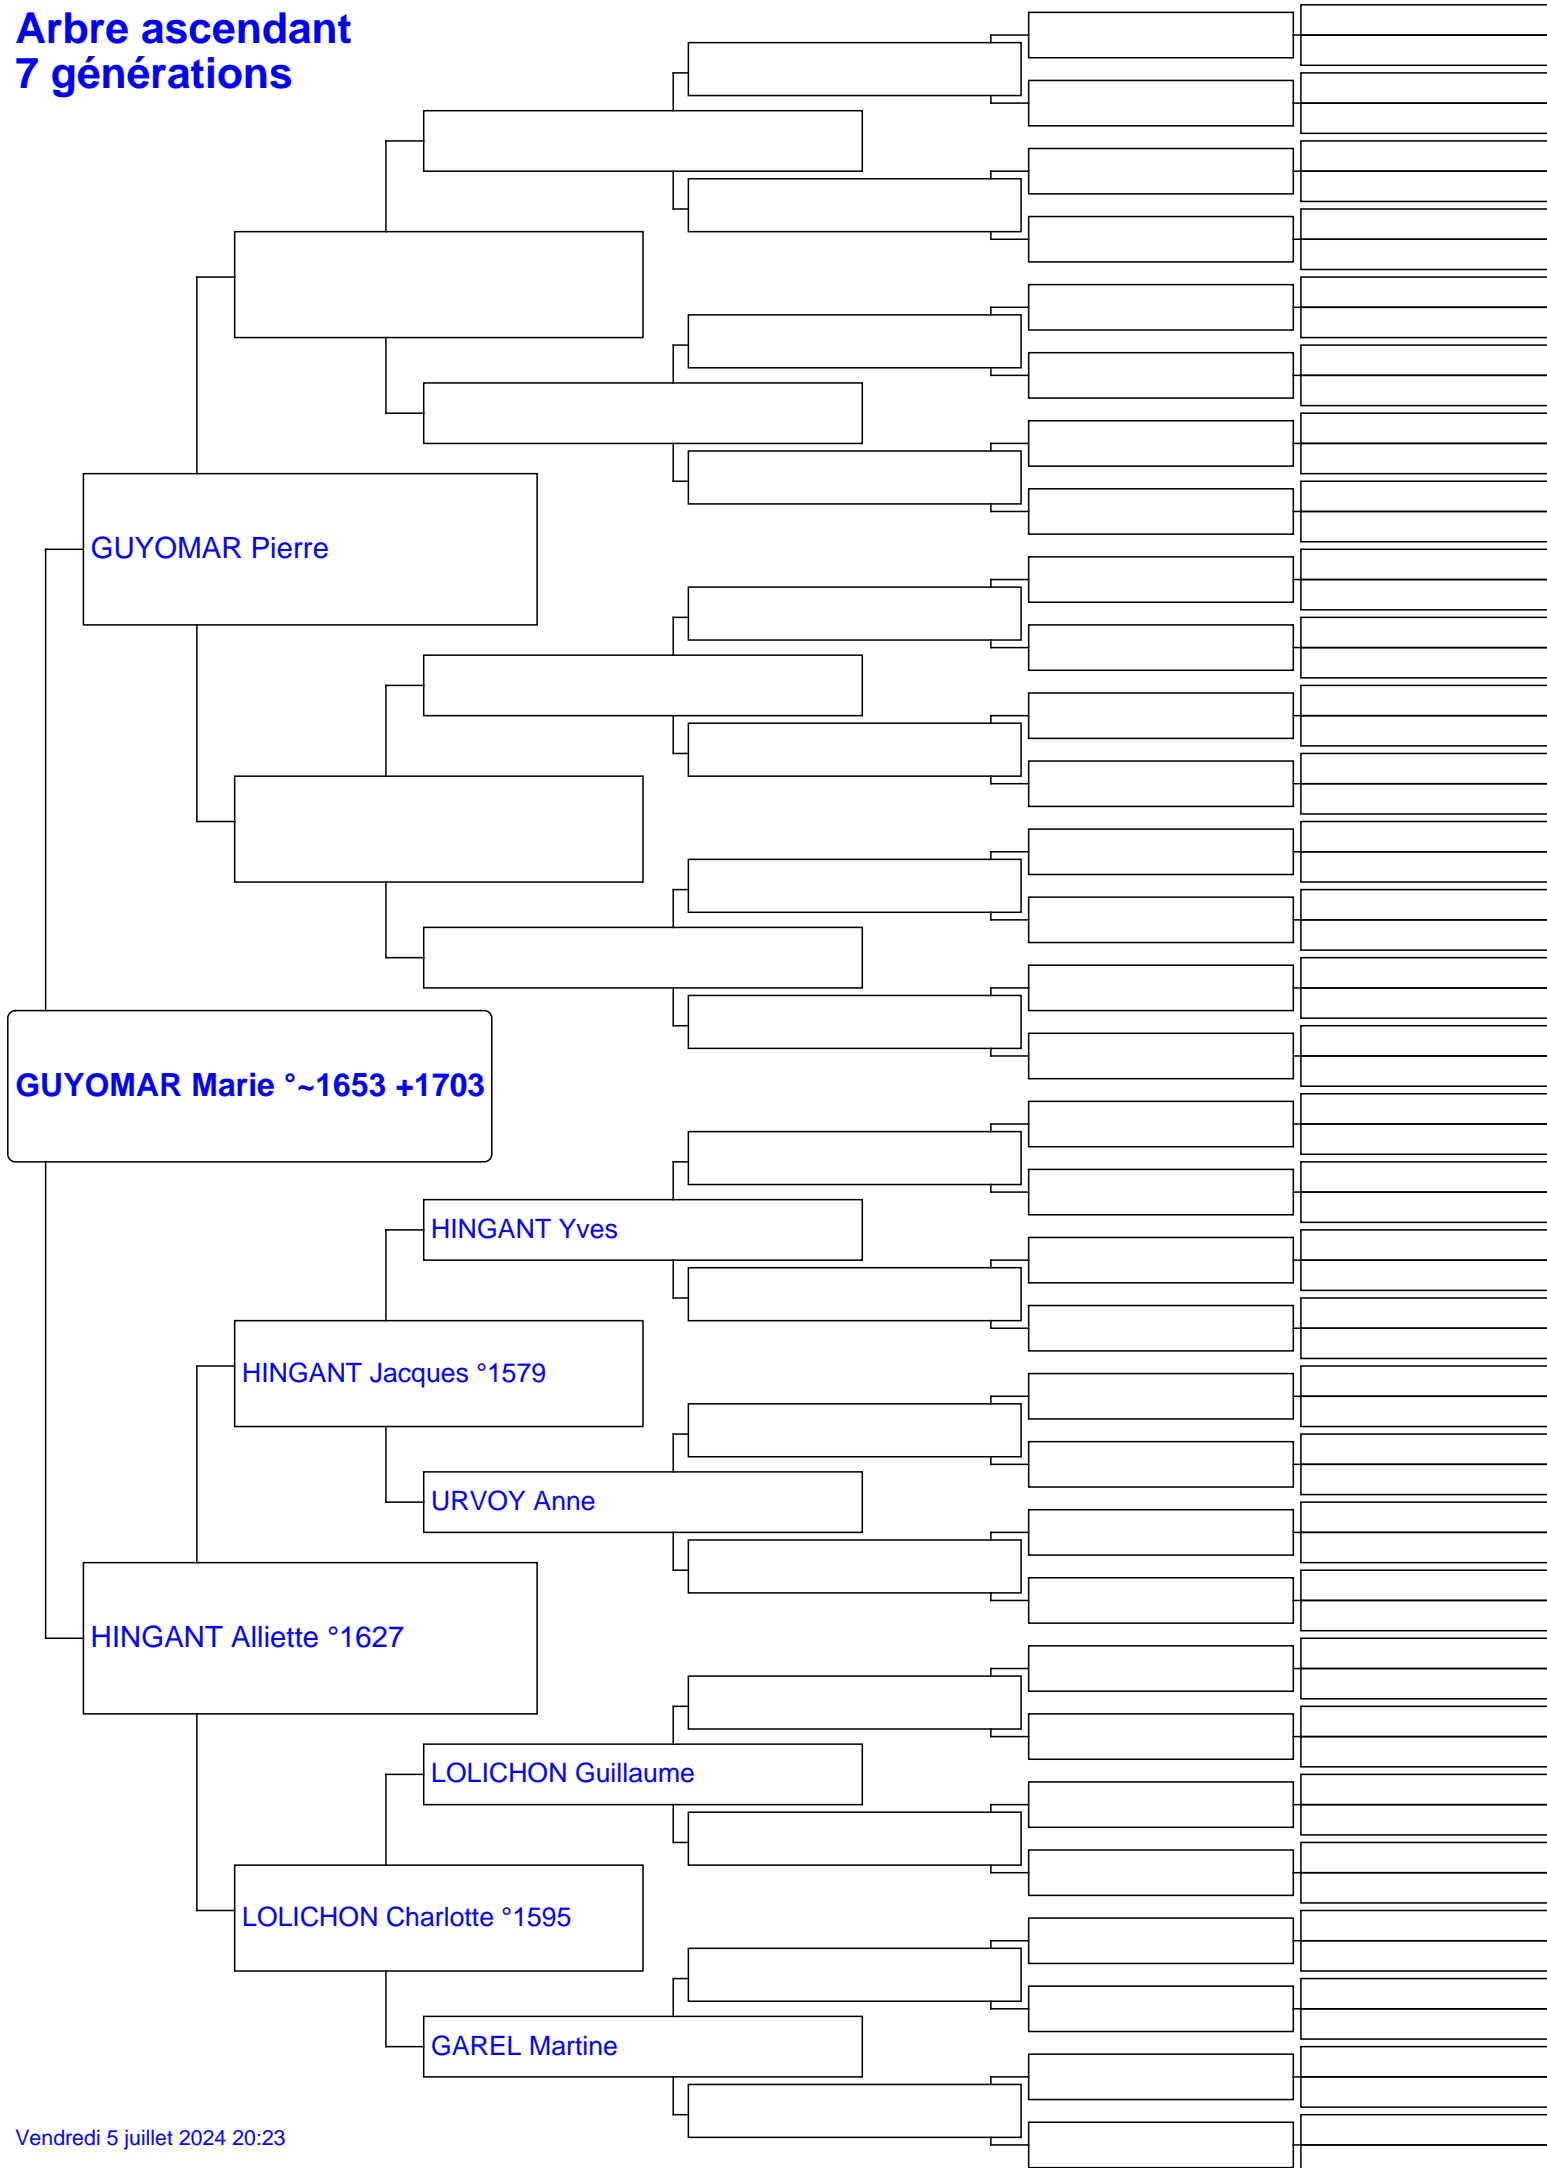 Arbre ascendant
7 générations
GUYOMAR Pierre
GUYOMAR Marie °~1653 +1703
HINGANT Yves
HINGANT Jacques °1579
URVOY Anne
HINGANT Alliette °1627
LOLICHON Guillaume
LOLICHON Charlotte °1595
GAREL Martine
Vendredi 5 juillet 2024 20:23